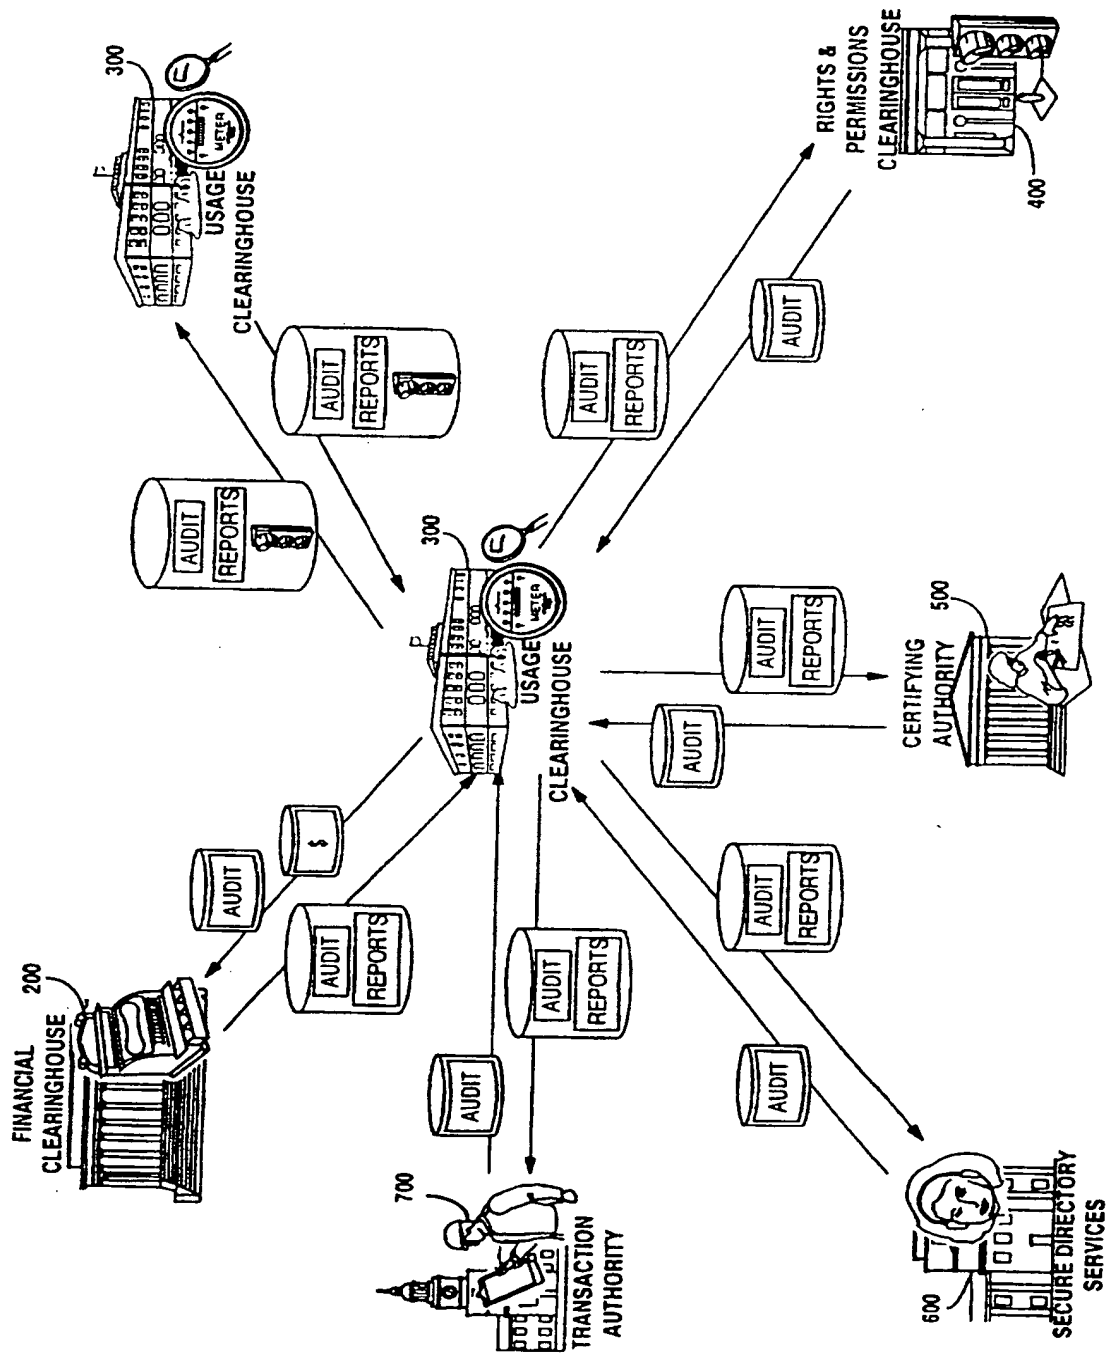 FINANCIAL
CLEARINGHOUSE
200
300
AUDIT
REPORTS
METER
USAGE
CLEARINGHOUSE
AUDIT
$
AUDIT
REPORTS
AUDIT
REPORTS
700
300
AUDIT
METER
USAGE
CLEARINGHOUSE
AUDIT
REPORTS
TRANSACTION
AUTHORITY
AUDIT
REPORTS
AUDIT
AUDIT
REPORTS
AUDIT
REPORTS
AUDIT
AUDIT
RIGHTS &
PERMISSIONS
CLEARINGHOUSE
CERTIFYING
AUTHORITY
500
600
400
SECURE DIRECTORY
SERVICES